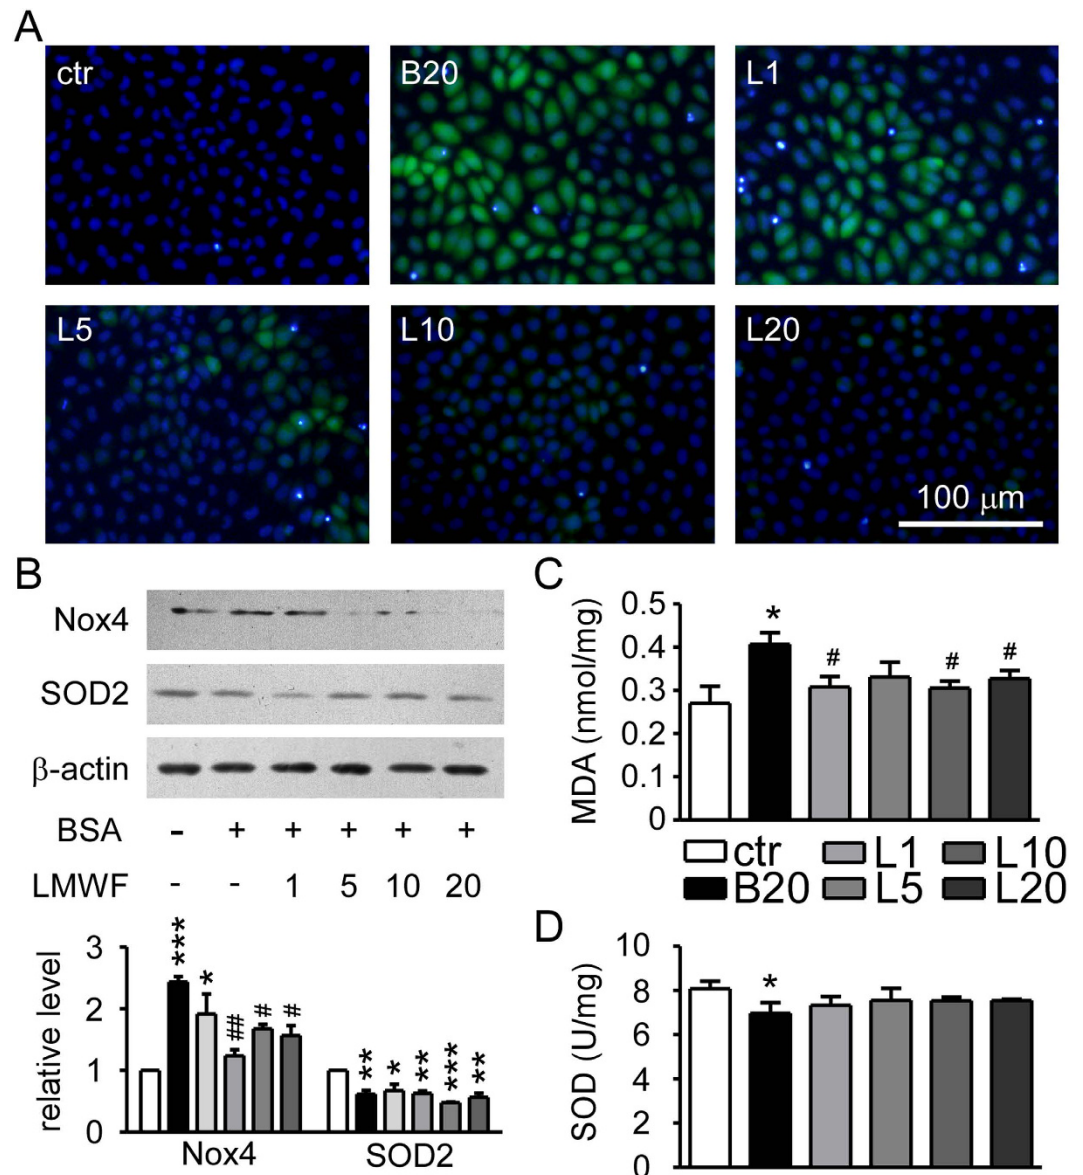 A
ctr
B20
L1
L5
L10
L20
100 μm
B
Nox4
SOD2
β-actin
BSA - + + + + +
LMWF - - 1 5 10 20
relative level
3
2
1
0
***
*
##
#
#
**
*
**
***
**
Nox4 SOD2
C
MDA (nmol/mg)
0.5
0.4
0.3
0.2
0.1
0
*
#
#
#
ctr L1 L10
B20 L5 L20
D
SOD (U/mg)
10
8
6
4
2
0
*